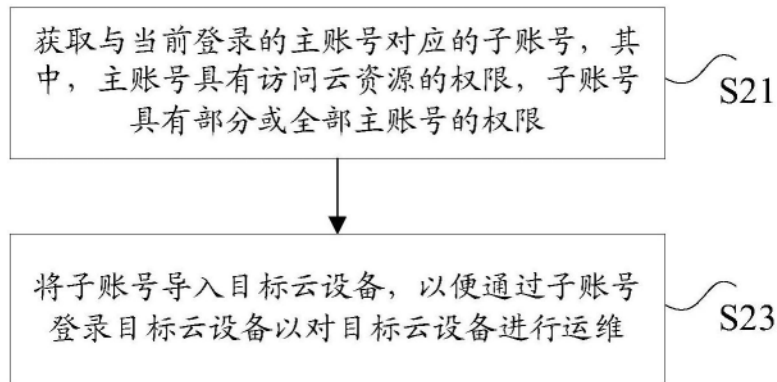 获取与当前登录的主账号对应的子账号，其
中，主账号具有访问云资源的权限，子账号
具有部分或全部主账号的权限
S21
将子账号导入目标云设备，以便通过子账号
登录目标云设备以对目标云设备进行运维
S23